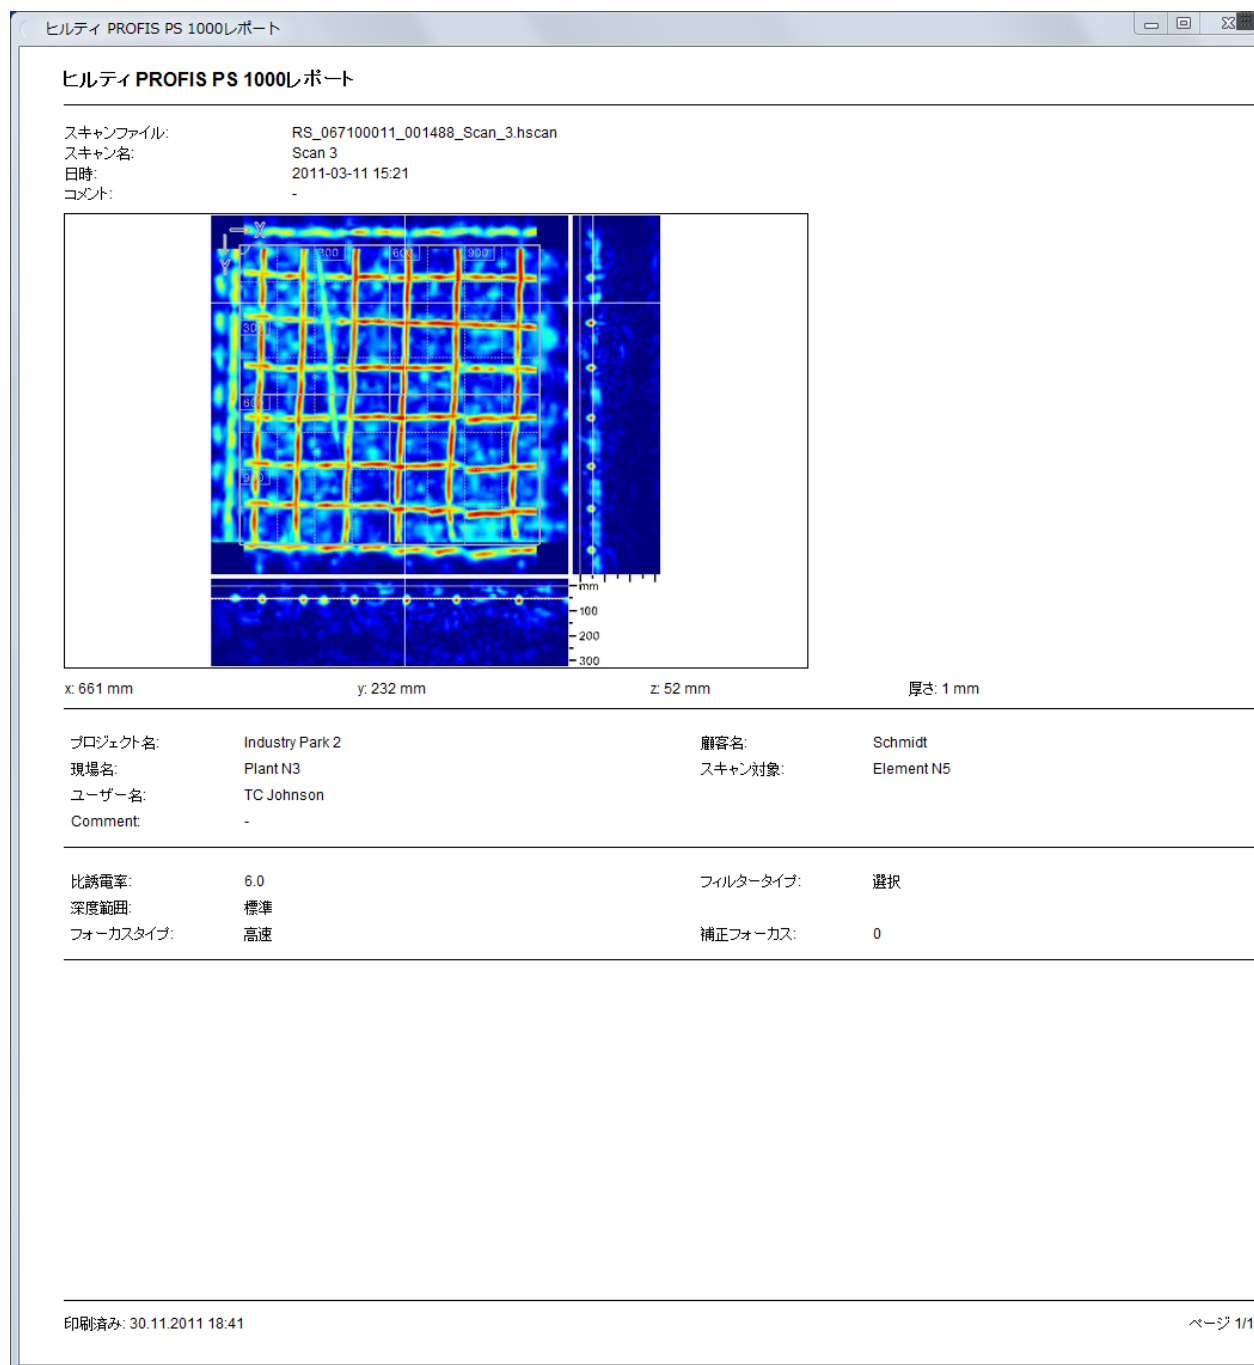 ヒルティ PROFIS PS 1000レポート
ヒルティ PROFIS PS 1000レポート
スキャンファイル: RS_067100011_001488_Scan_3.hscan
スキャン名: Scan 3
日時: 2011-03-11 15:21
コメント: -
X
Y
300 600 900
300
600
900
mm
100
200
300
x: 661 mm y: 232 mm z: 52 mm 厚さ: 1 mm
プロジェクト名: Industry Park 2 顧客名: Schmidt
現場名: Plant N3 スキャン対象: Element N5
ユーザー名: TC Johnson
Comment: -
比誘電率: 6.0 フィルタータイプ: 選択
深度範囲: 標準
フォーカスタイプ: 高速 補正フォーカス: 0
印刷済み: 30.11.2011 18:41 ページ 1/1